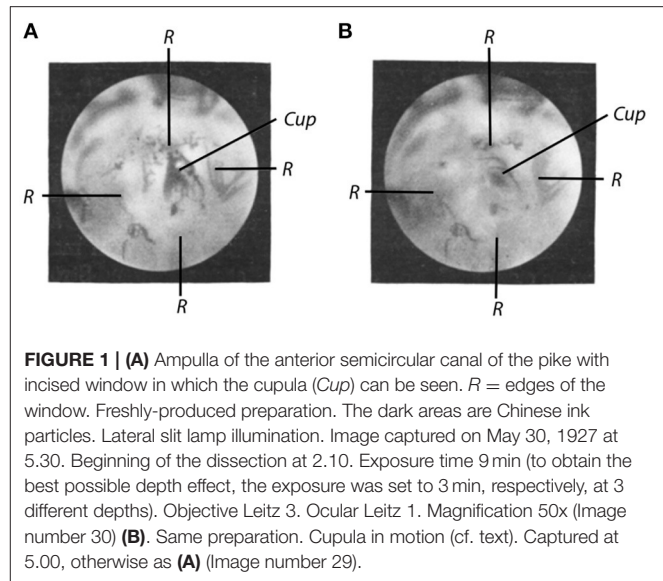 A
B
R
R
Cup
Cup
R
R
R
R
R
R
FIGURE 1 | (A) Ampulla of the anterior semicircular canal of the pike with
incised window in which the cupula (Cup) can be seen. R = edges of the
window. Freshly-produced preparation. The dark areas are Chinese ink
particles. Lateral slit lamp illumination. Image captured on May 30, 1927 at
5.30. Beginning of the dissection at 2.10. Exposure time 9 min (to obtain the
best possible depth effect, the exposure was set to 3 min, respectively, at 3
different depths). Objective Leitz 3. Ocular Leitz 1. Magnification 50x (Image
number 30) (B). Same preparation. Cupula in motion (cf. text). Captured at
5.00, otherwise as (A) (Image number 29).